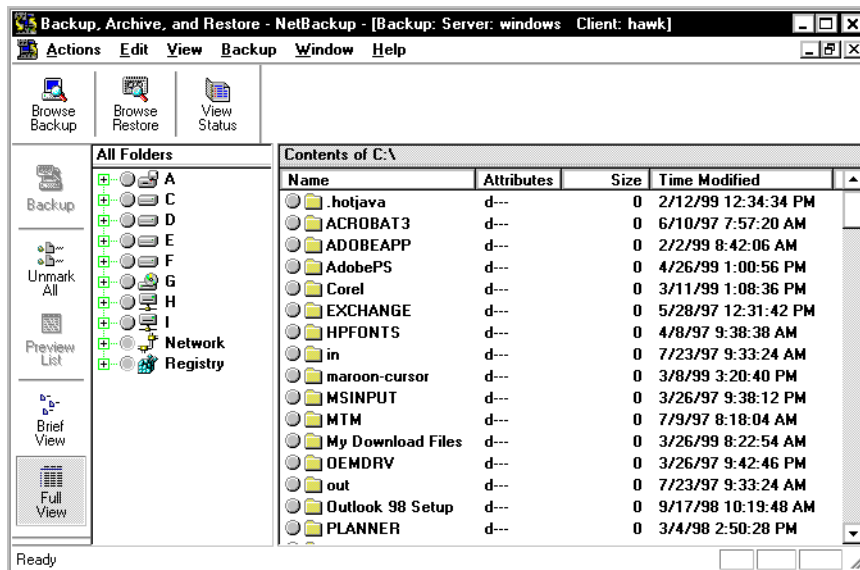 Backup, Archive, and Restore - NetBackup - [Backup: Server: windows   Client: hawk]
Actions Edit View Backup Window Help
Browse Backup
Browse Restore
View Status
Backup
Unmark All
Preview List
Brief View
Full View
All Folders
A
C
D
E
F
G
H
I
Network
Registry
Contents of C:\
Name Attributes Size Time Modified
.hotjava d--- 0 2/12/99 12:34:34 PM
ACROBAT3 d--- 0 6/10/97 7:57:20 AM
ADOBEAPP d--- 0 2/2/99 8:42:06 AM
AdobePS d--- 0 4/26/99 1:00:56 PM
Corel d--- 0 3/11/99 1:08:36 PM
EXCHANGE d--- 0 5/28/97 12:31:42 PM
HPFONTS d--- 0 4/8/97 9:38:38 AM
in d--- 0 7/23/97 9:33:24 AM
maroon-cursor d--- 0 3/8/99 3:20:40 PM
MSINPUT d--- 0 3/26/97 9:38:12 PM
MTM d--- 0 7/9/97 8:18:04 AM
My Download Files d--- 0 3/26/99 8:22:54 AM
OEMDRV d--- 0 3/26/97 9:42:46 PM
out d--- 0 7/23/97 9:33:24 AM
Outlook 98 Setup d--- 0 9/17/98 10:19:48 AM
PLANNER d--- 0 3/4/98 2:50:28 PM
Ready